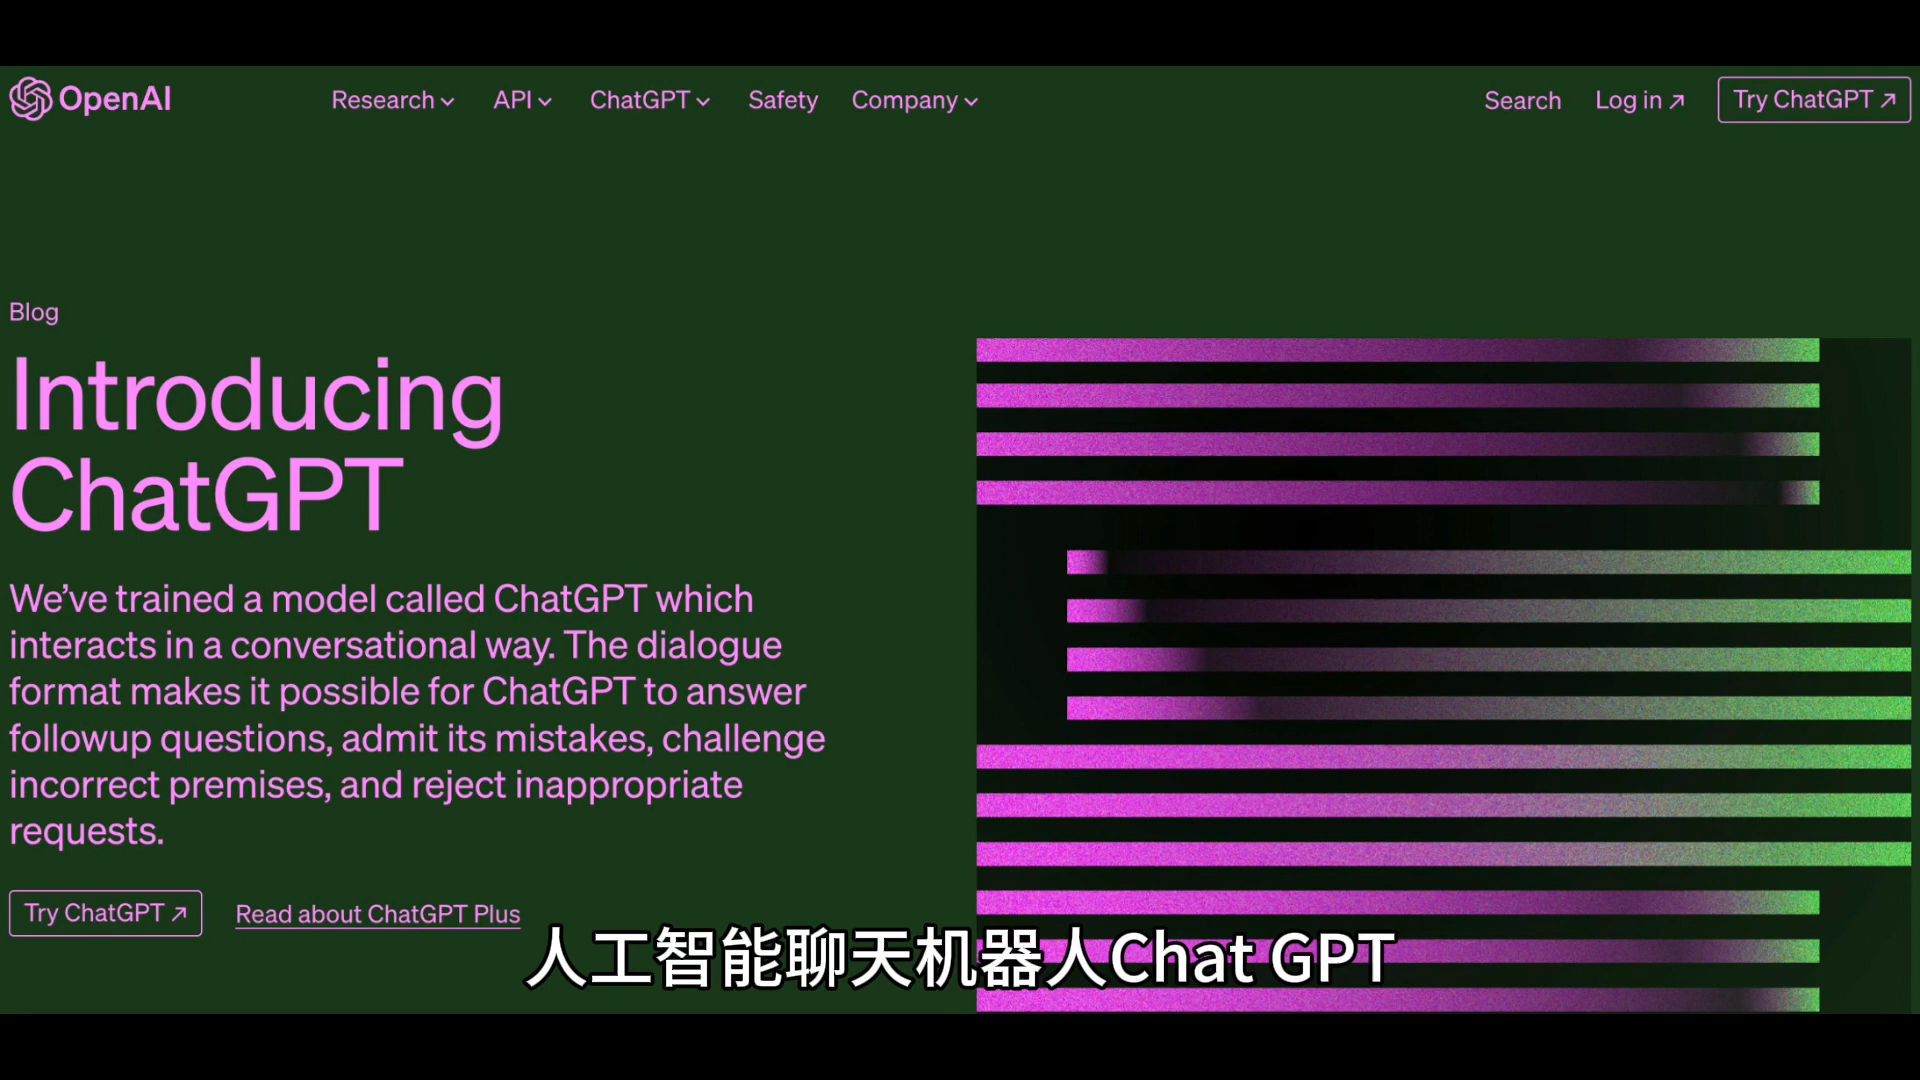 OpenAI
Research
API
ChatGPT
Safety
Company
Search
Log in ↗
Try ChatGPT ↗
Blog
Introducing
ChatGPT
We’ve trained a model called ChatGPT which
interacts in a conversational way. The dialogue
format makes it possible for ChatGPT to answer
followup questions, admit its mistakes, challenge
incorrect premises, and reject inappropriate
requests.
Try ChatGPT ↗
Read about ChatGPT Plus
人工智能聊天机器人Chat GPT